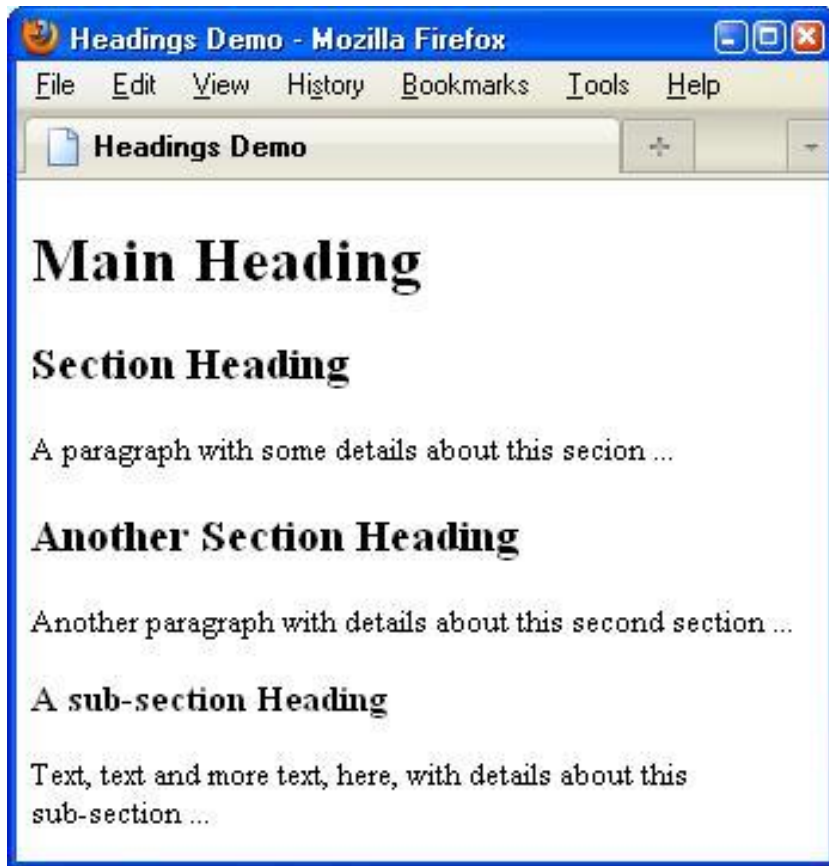 Headings Demo - Mozilla Firefox
File Edit View History Bookmarks Tools Help
Headings Demo
Main Heading
Section Heading
A paragraph with some details about this secion ...
Another Section Heading
Another paragraph with details about this second section ...
A sub-section Heading
Text, text and more text, here, with details about this
sub-section ...